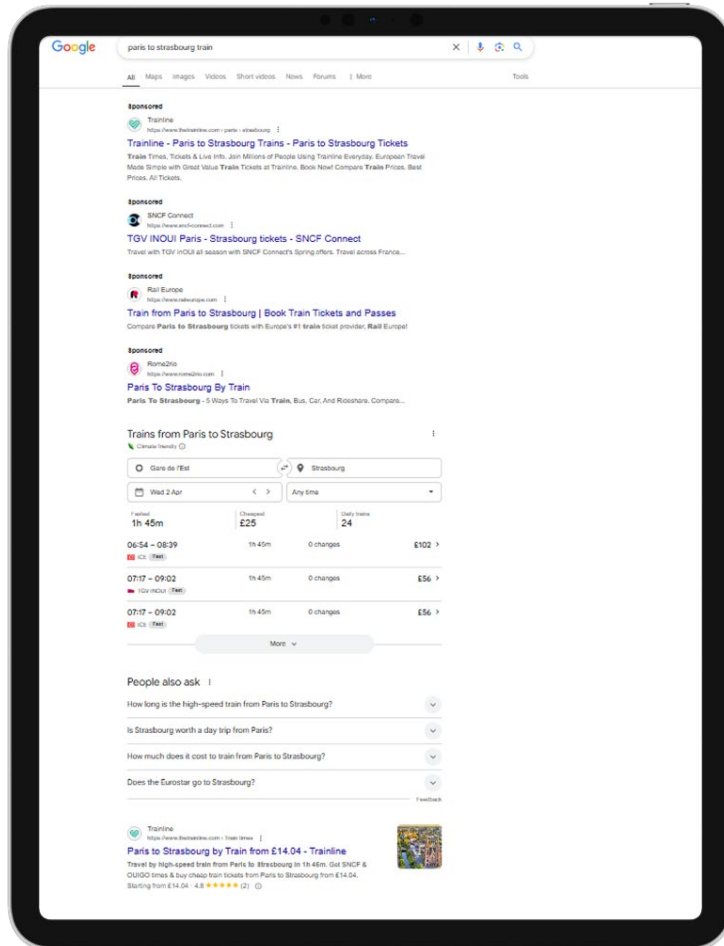 Google
paris to strasbourg train
All Maps Images Videos Short videos News Forums More Tools
Sponsored
Trainline
https://www.thetrainline.com › paris › strasbourg
Trainline - Paris to Strasbourg Trains - Paris to Strasbourg Tickets
Train Times, Tickets & Live Info. Join Millions of People Using Trainline Everyday. European Travel
Made Simple with Great Value Train Tickets at Trainline. Book Now! Compare Train Prices. Best
Prices. All Tickets.
Sponsored
SNCF Connect
https://www.sncf-connect.com
TGV INOUI Paris - Strasbourg tickets - SNCF Connect
Travel with TGV INOUI all season with SNCF Connect's Spring offers. Travel across France...
Sponsored
Rail Europe
https://www.raileurope.com
Train from Paris to Strasbourg | Book Train Tickets and Passes
Compare Paris to Strasbourg tickets with Europe's #1 train ticket provider, Rail Europe!
Sponsored
Rome2rio
https://www.rome2rio.com
Paris To Strasbourg By Train
Paris To Strasbourg - 5 Ways To Travel Via Train, Bus, Car, And Rideshare. Compare...
Trains from Paris to Strasbourg
Climate friendly
Gare de l'Est Strasbourg
Wed 2 Apr Any time
Fastest Cheapest Daily trains
1h 45m £25 24
06:54 – 08:39 1h 45m 0 changes £102
ICE Fast
07:17 – 09:02 1h 45m 0 changes £56
TGV INOUI Fast
07:17 – 09:02 1h 45m 0 changes £56
ICE Fast
More
People also ask
How long is the high-speed train from Paris to Strasbourg?
Is Strasbourg worth a day trip from Paris?
How much does it cost to train from Paris to Strasbourg?
Does the Eurostar go to Strasbourg?
Feedback
Trainline
https://www.thetrainline.com › Train times
Paris to Strasbourg by Train from £14.04 - Trainline
Travel by high-speed train from Paris to Strasbourg in 1h 45m. Get SNCF &
OUIGO times & buy cheap train tickets from Paris to Strasbourg from £14.04.
Starting from £14.04 · 4.8 ★★★★★ (2)